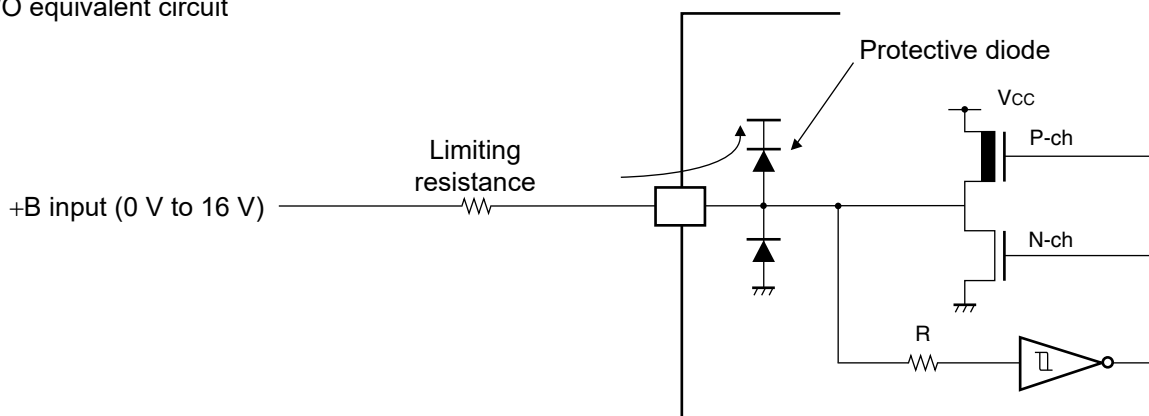 /O equivalent circuit
Protective diode
VCC
P-ch
Limiting
resistance
+B input (0 V to 16 V)
N-ch
R